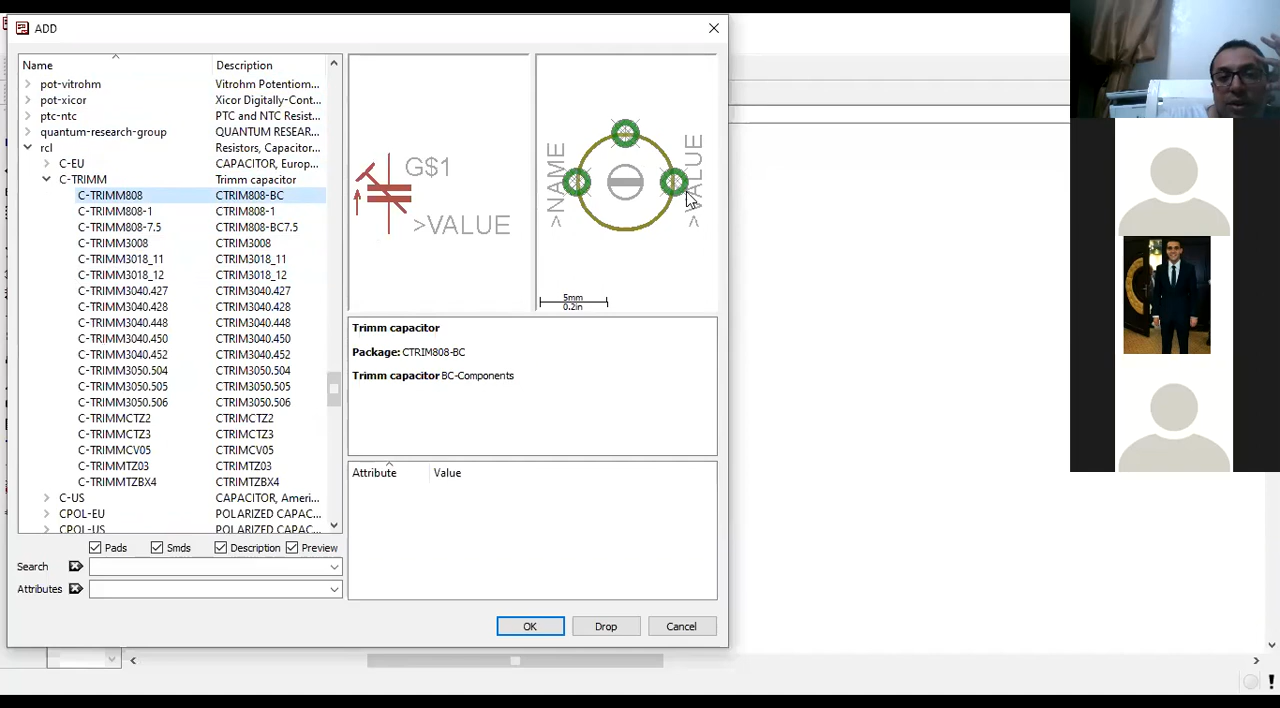 ADD
Name Description
pot-vitrohm Vitrohm Potentiom...
pot-xicor Xicor Digitally-Cont...
ptc-ntc PTC and NTC Resist...
quantum-research-group QUANTUM RESEAR...
rcl Resistors, Capacitor...
C-EU CAPACITOR, Europ...
C-TRIMM Trimm capacitor
C-TRIMM808 CTRIM808-BC
C-TRIMM808-1 CTRIM808-1
C-TRIMM808-7.5 CTRIM808-BC7.5
C-TRIMM3008 CTRIM3008
C-TRIMM3018_11 CTRIM3018_11
C-TRIMM3018_12 CTRIM3018_12
C-TRIMM3040.427 CTRIM3040.427
C-TRIMM3040.428 CTRIM3040.428
C-TRIMM3040.448 CTRIM3040.448
C-TRIMM3040.450 CTRIM3040.450
C-TRIMM3040.452 CTRIM3040.452
C-TRIMM3050.504 CTRIM3050.504
C-TRIMM3050.505 CTRIM3050.505
C-TRIMM3050.506 CTRIM3050.506
C-TRIMMCTZ2 CTRIMCTZ2
C-TRIMMCTZ3 CTRIMCTZ3
C-TRIMMCV05 CTRIMCV05
C-TRIMMTZ03 CTRIMTZ03
C-TRIMMTZBX4 CTRIMTZBX4
C-US CAPACITOR, Ameri...
CPOL-EU POLARIZED CAPAC...
CPOL-US POLARIZED CAPAC...
Pads Smds Description Preview
Search
Attributes
G$1
>VALUE
>NAME
>VALUE
5mm
0.2in
Trimm capacitor
Package: CTRIM808-BC
Trimm capacitor BC-Components
Attribute Value
OK Drop Cancel